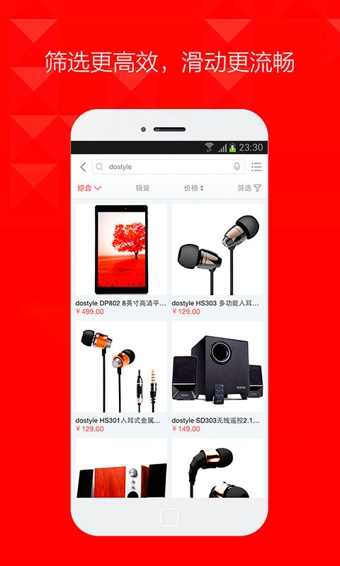 筛选更高效，滑动更流畅
23:30
dostyle
综合
销量
价格
筛选
dostyle DP802 8英寸高清平...
￥499.00
dostyle HS303 多功能入耳...
￥129.00
dostyle HS301入耳式金属...
￥129.00
dostyle SD303无线遥控2.1...
￥149.00